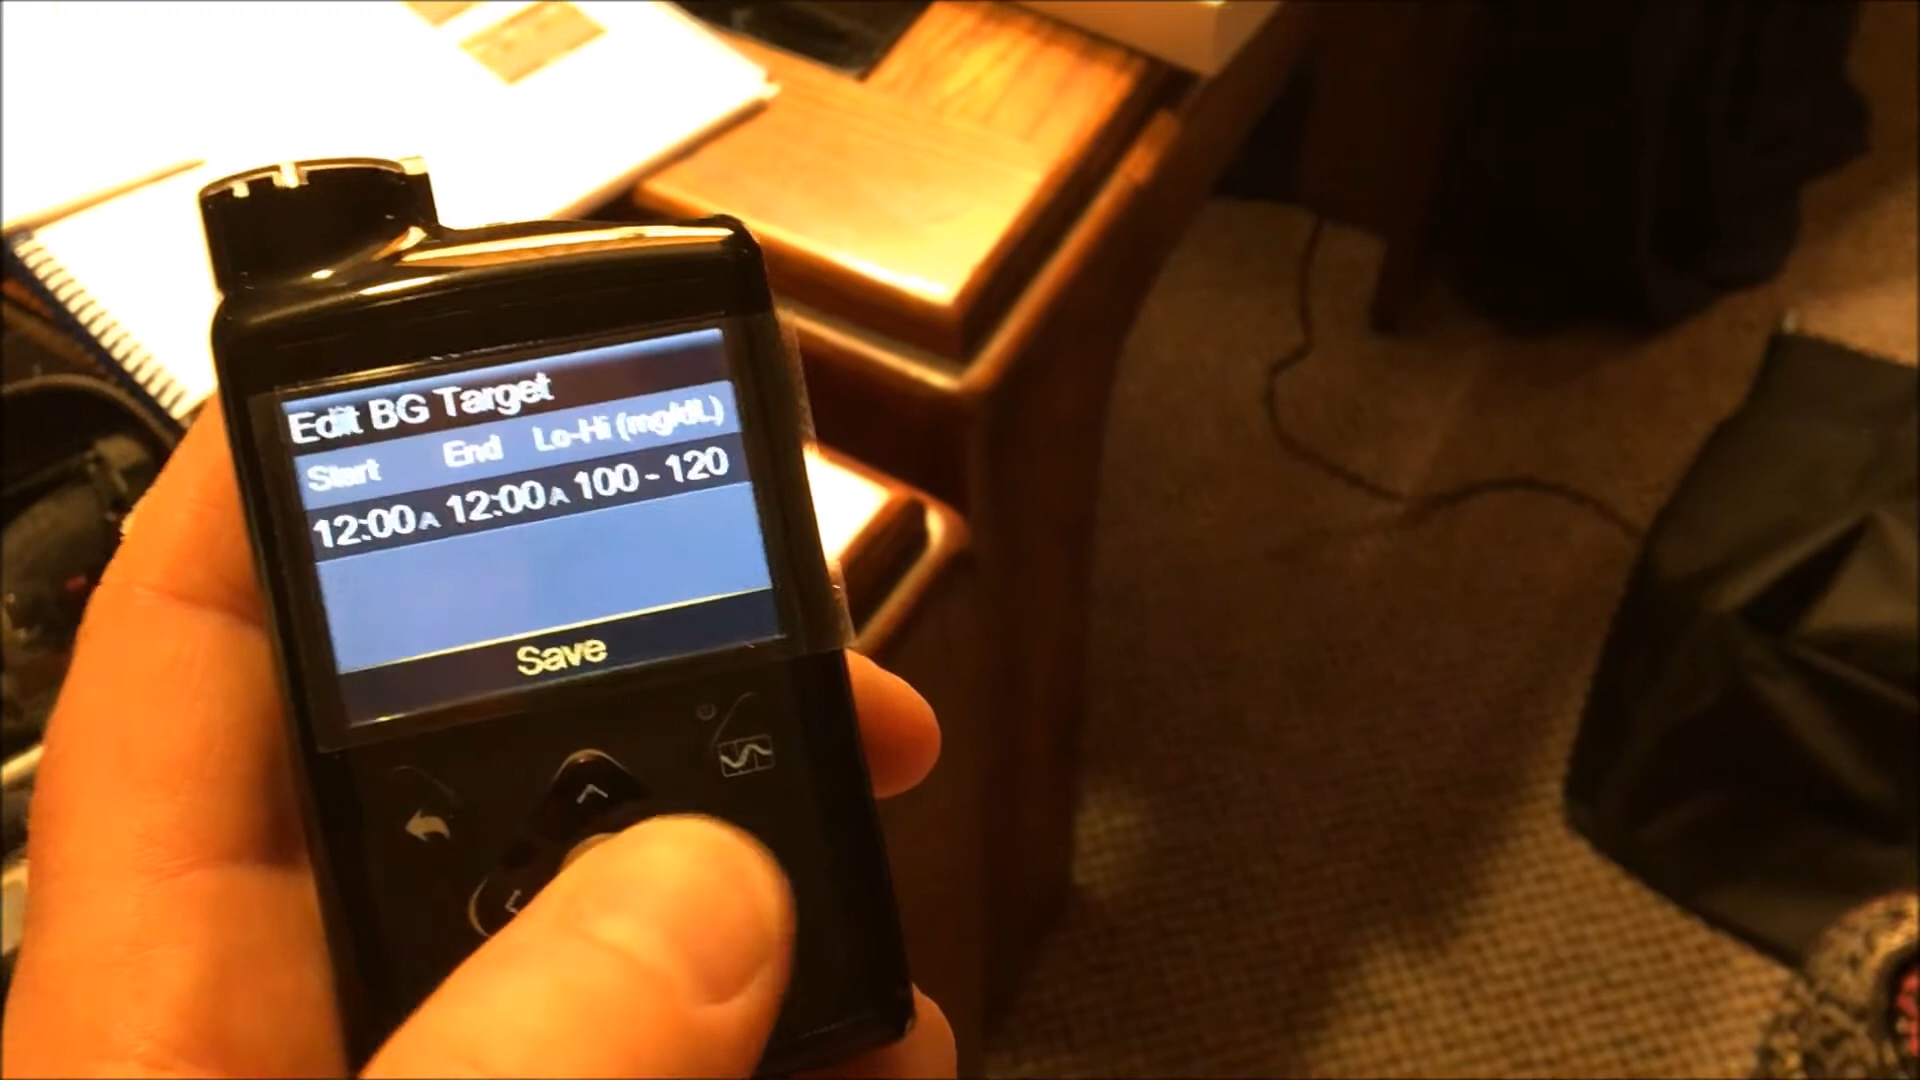 Edit BG Target
Start End Lo-Hi (mg/dL)
12:00A 12:00A 100 - 120
Save